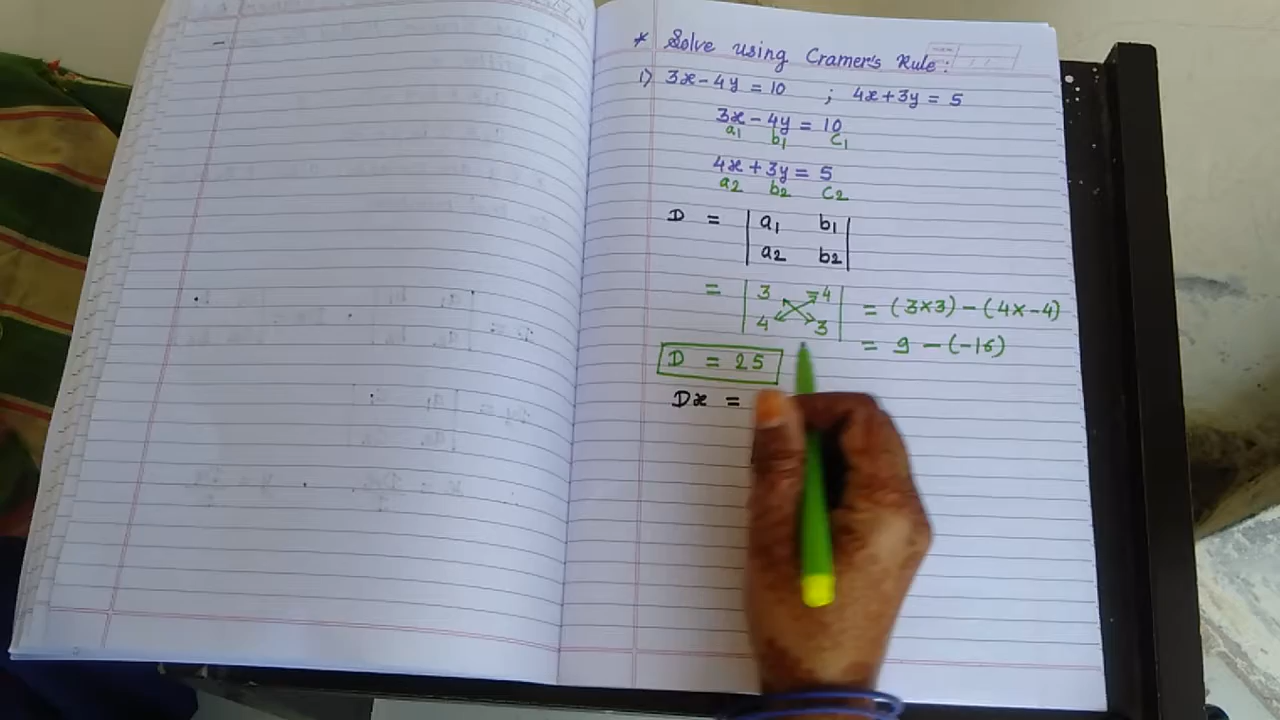 * Solve using Cramer's Rule:
1) 3x - 4y = 10 ; 4x + 3y = 5
3x - 4y = 10
a1 b1 c1
4x + 3y = 5
a2 b2 c2
D = | a1 b1 |
| a2 b2 |
= | 3 -4 | = (3×3) - (4×-4)
| 4 3 | = 9 - (-16)
D = 25
Dx =